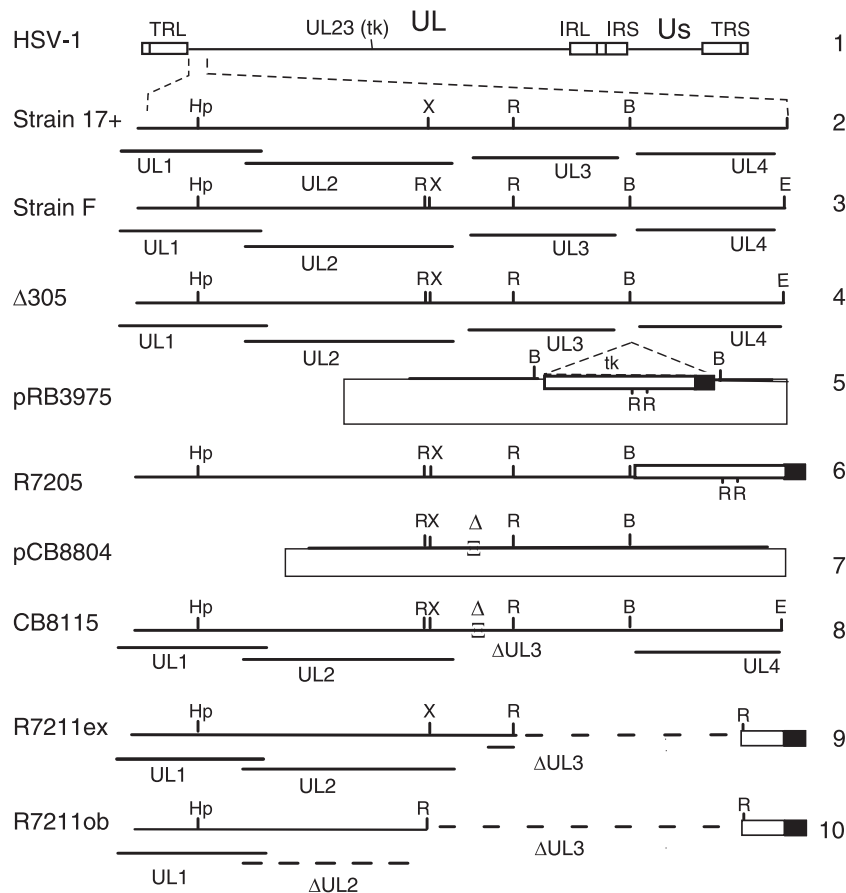 HSV-1 TRL UL23 (tk) UL IRL IRS Us TRS 1
Strain 17+ Hp X R B 2
UL1 UL2 UL3 UL4
Strain F Hp R X R B E 3
UL1 UL2 UL3 UL4
Δ305 Hp RX R B E 4
UL1 UL2 UL3 UL4
pRB3975 B tk B 5
R R
R7205 Hp RX R B 6
R R
pCB8804 RX Δ R B 7
CB8115 Hp RX Δ R B E 8
UL1 UL2 ΔUL3 UL4
R7211ex Hp X R R 9
UL1 UL2 ΔUL3
R7211ob Hp R R 10
UL1 ΔUL2 ΔUL3